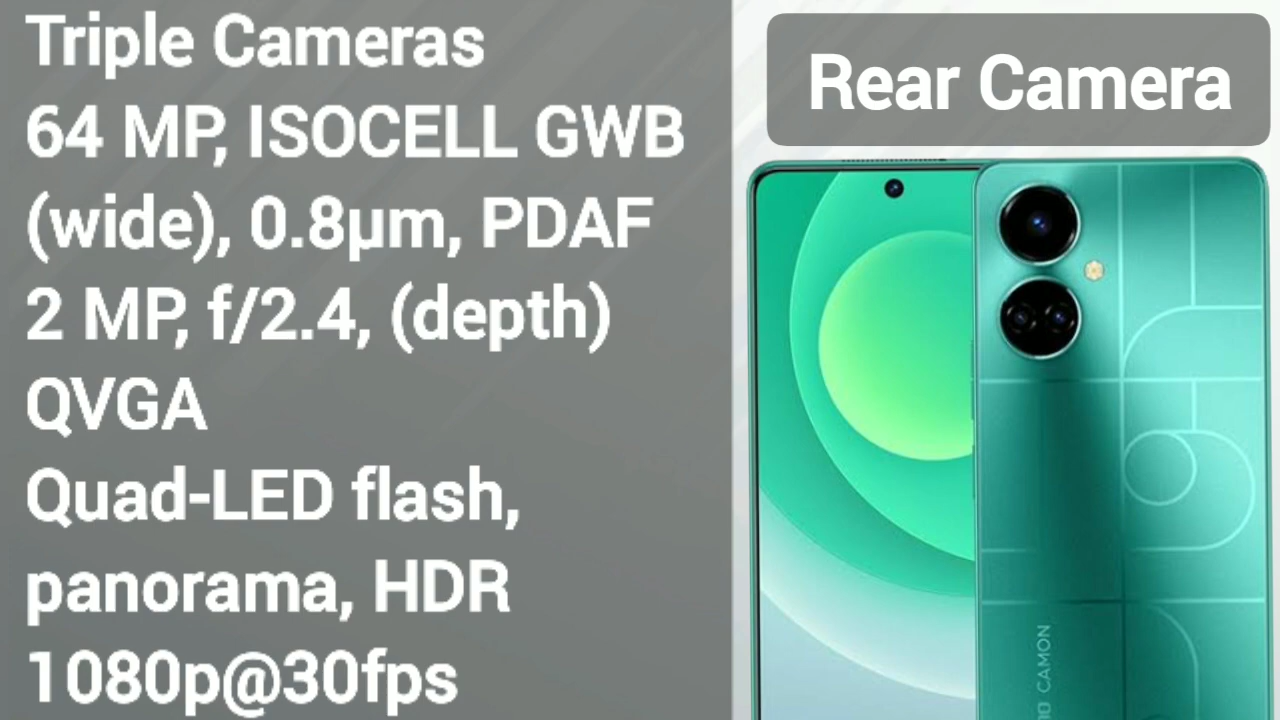 Triple Cameras
64 MP, ISOCELL GWB
(wide), 0.8µm, PDAF
2 MP, f/2.4, (depth)
QVGA
Quad-LED flash,
panorama, HDR
1080p@30fps
Rear Camera
CAMON